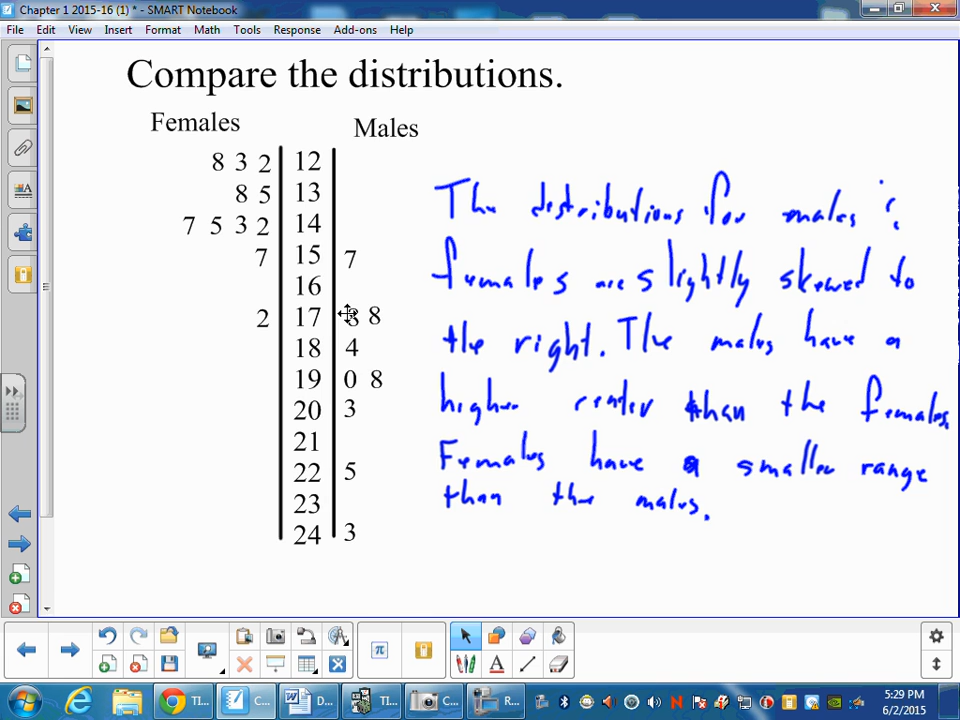 Chapter 1 2015-16 (1) * - SMART Notebook
File Edit View Insert Format Math Tools Response Add-ons Help
Compare the distributions.
Females Males
8 3 2 12
8 5 13
7 5 3 2 14
7 15 7
16
2 17 3 8
18 4
19 0 8
20 3
21
22 5
23
24 3
The distributions for males &
females are slightly skewed to
the right. The males have a
higher center than the females.
Females have a smaller range
than the males.
π
A
TI... C... D... TI... C... R...
5:29 PM
6/2/2015